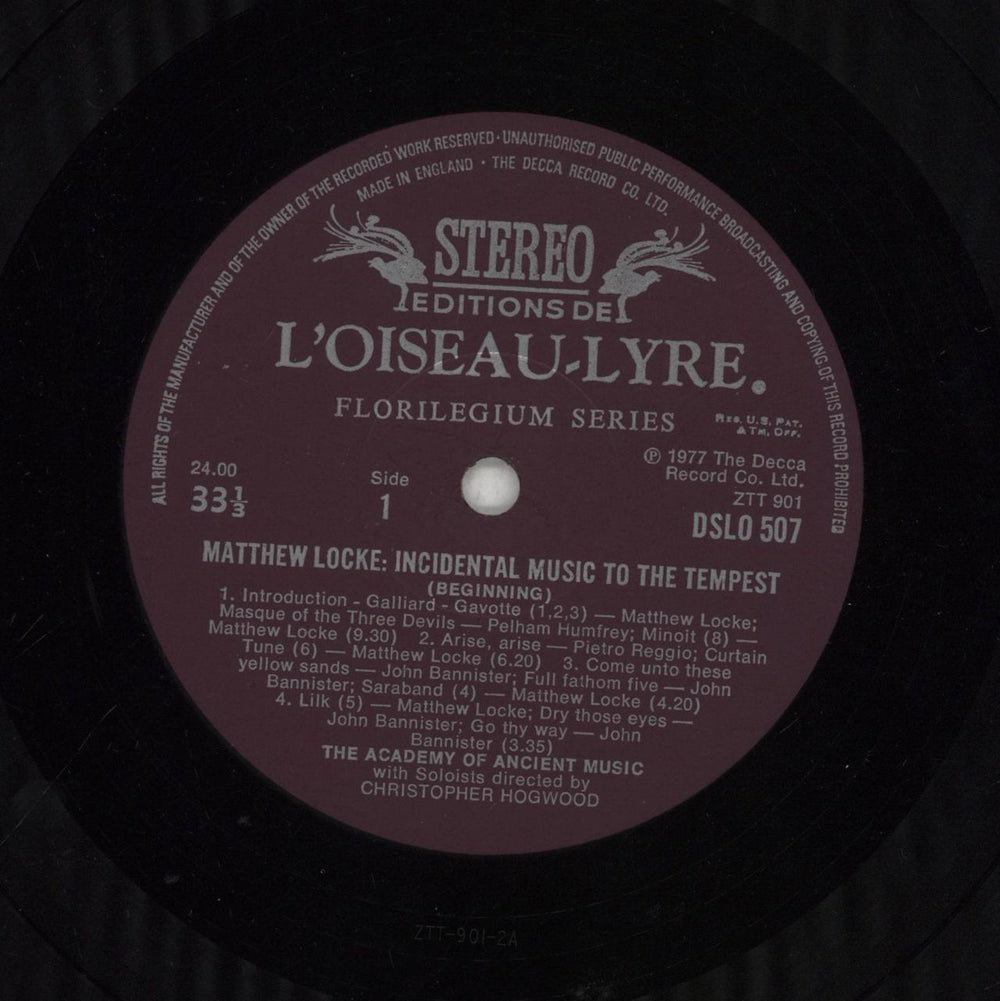 ALL RIGHTS OF THE MANUFACTURER AND OF THE OWNER OF THE RECORDED WORK RESERVED · UNAUTHORISED PUBLIC PERFORMANCE BROADCASTING AND COPYING OF THIS RECORD PROHIBITED
MADE IN ENGLAND · THE DECCA RECORD CO. LTD.
STEREO
EDITIONS DE
L'OISEAU-LYRE.
FLORILEGIUM SERIES
REG. U.S. PAT.
& TM. OFF.
24.00
33 1/3
Side
1
℗ 1977 The Decca
Record Co. Ltd.
ZTT 901
DSLO 507
MATTHEW LOCKE: INCIDENTAL MUSIC TO THE TEMPEST
(BEGINNING)
1. Introduction - Galliard - Gavotte (1,2,3) — Matthew Locke;
Masque of the Three Devils — Pelham Humfrey; Minoit (8) —
Matthew Locke (9.30) 2. Arise, arise — Pietro Reggio; Curtain
Tune (6) — Matthew Locke (6.20) 3. Come unto these
yellow sands — John Bannister; Full fathom five — John
Bannister; Saraband (4) — Matthew Locke (4.20)
4. Lilk (5) — Matthew Locke; Dry those eyes —
John Bannister; Go thy way — John
Bannister (3.35)
THE ACADEMY OF ANCIENT MUSIC
with Soloists directed by
CHRISTOPHER HOGWOOD
ZTT-901-2A